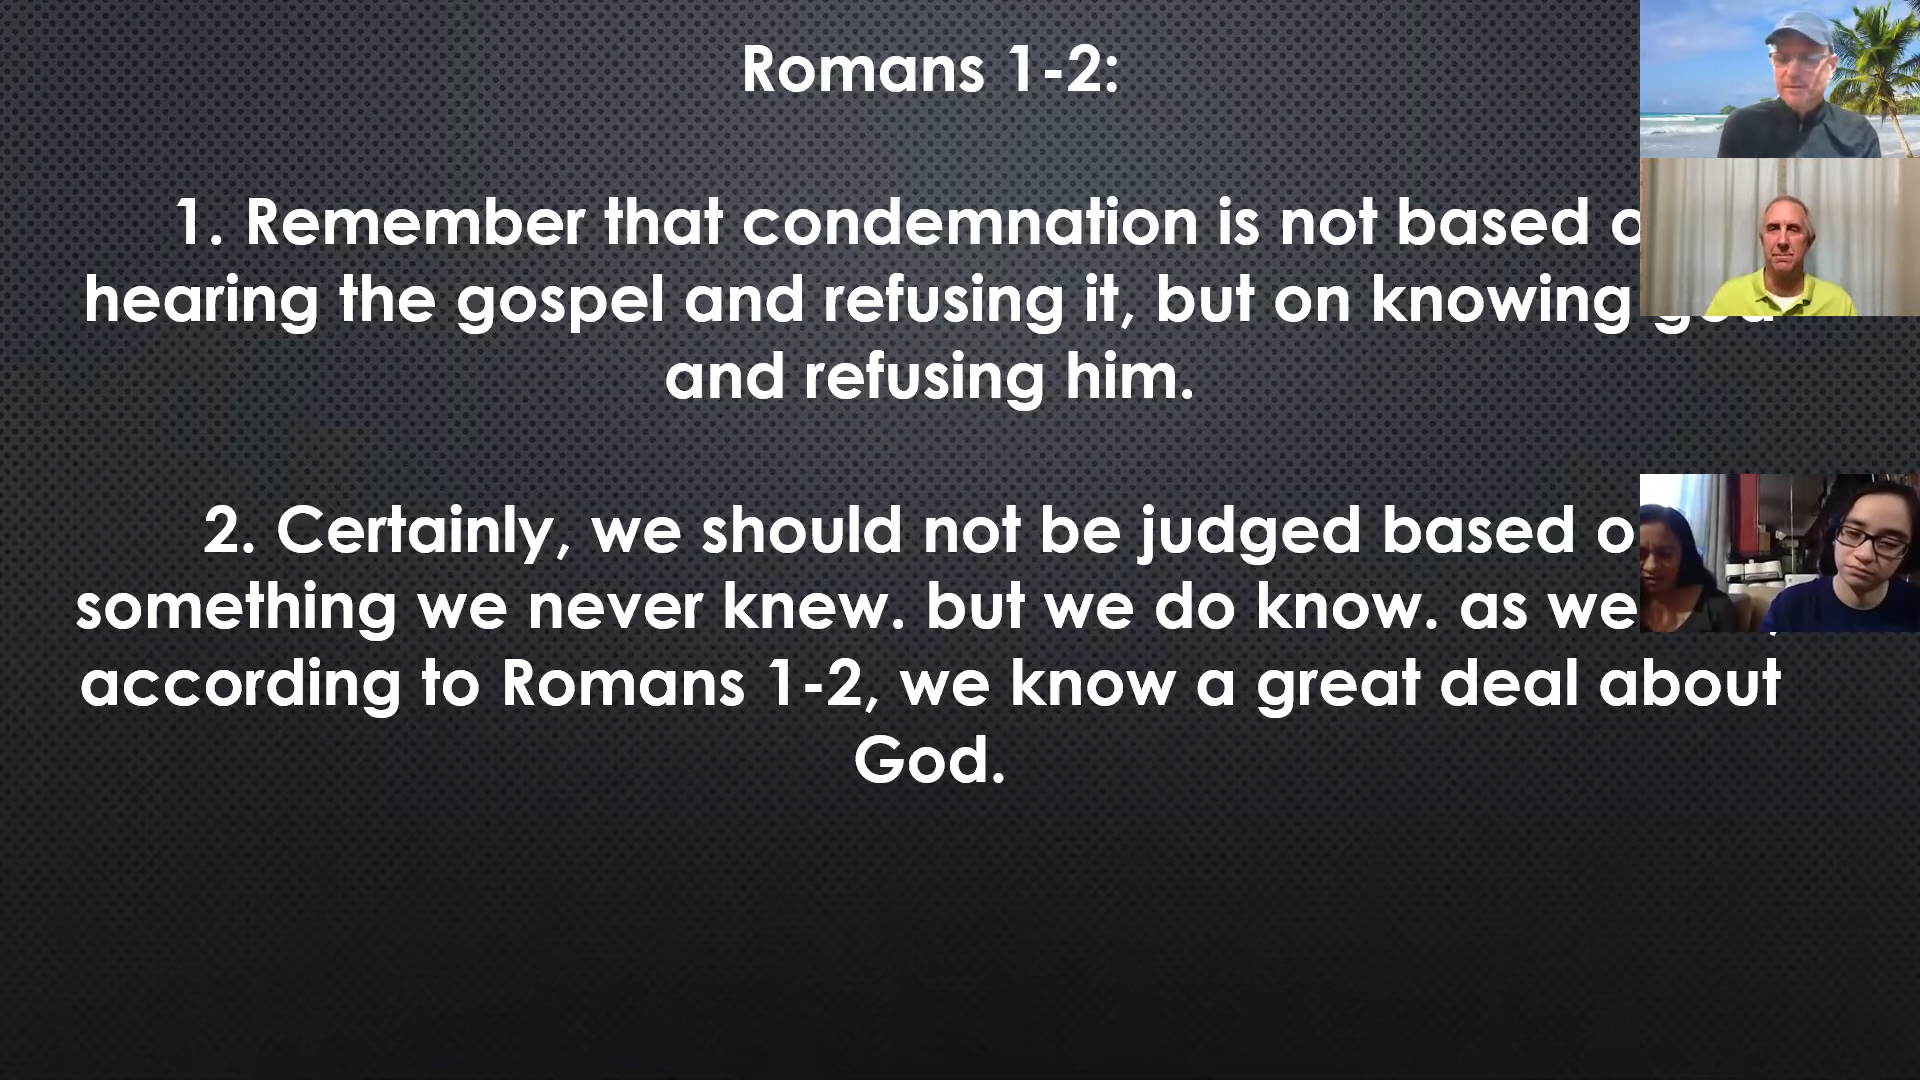 Romans 1-2:
1. Remember that condemnation is not based
hearing the gospel and refusing it, but on knowing
and refusing him.
2. Certainly, we should not be judged based
something we never knew. but we do know. as we
according to Romans 1-2, we know a great deal about
God.